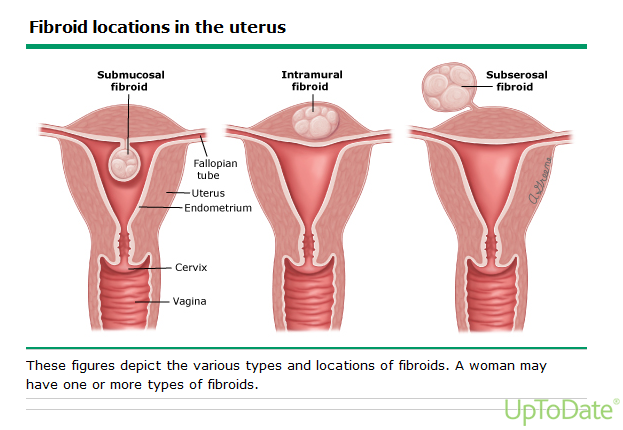 Fibroid locations in the uterus
Submucosal
fibroid
Intramural
fibroid
Subserosal
fibroid
Fallopian
tube
Uterus
Endometrium
Cervix
Vagina
These figures depict the various types and locations of fibroids. A woman may
have one or more types of fibroids.
UpToDate®